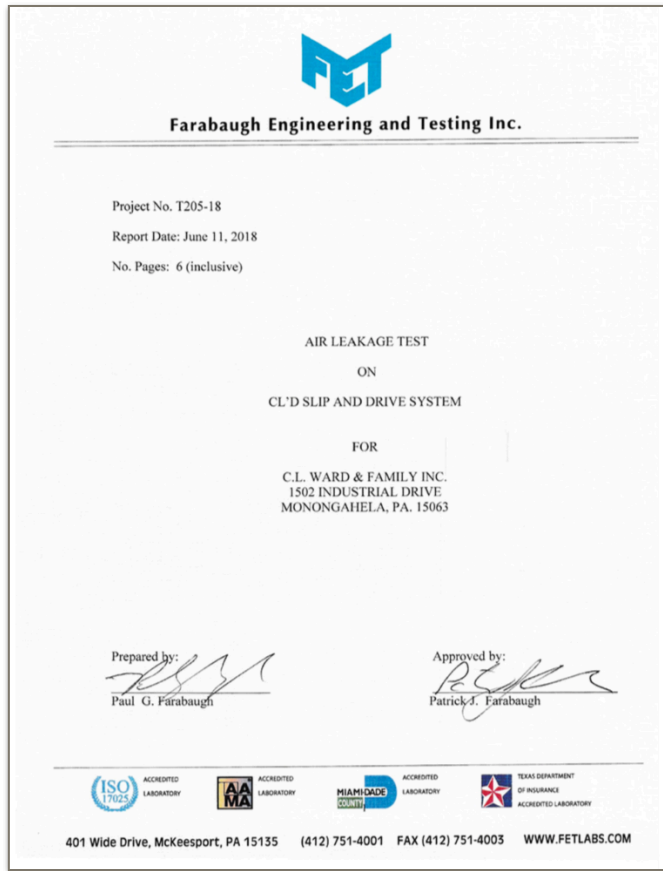 FET
Farabaugh Engineering and Testing Inc.
Project No. T205-18
Report Date: June 11, 2018
No. Pages: 6 (inclusive)
AIR LEAKAGE TEST
ON
CL'D SLIP AND DRIVE SYSTEM
FOR
C.L. WARD & FAMILY INC.
1502 INDUSTRIAL DRIVE
MONONGAHELA, PA. 15063
Prepared by:
Paul G. Farabaugh
Approved by:
Patrick J. Farabaugh
ISO
17025
ACCREDITED
LABORATORY
AA
MA
ACCREDITED
LABORATORY
MIAMI-DADE
COUNTY
ACCREDITED
LABORATORY
TEXAS DEPARTMENT
OF INSURANCE
ACCREDITED LABORATORY
401 Wide Drive, McKeesport, PA 15135 (412) 751-4001 FAX (412) 751-4003 WWW.FETLABS.COM